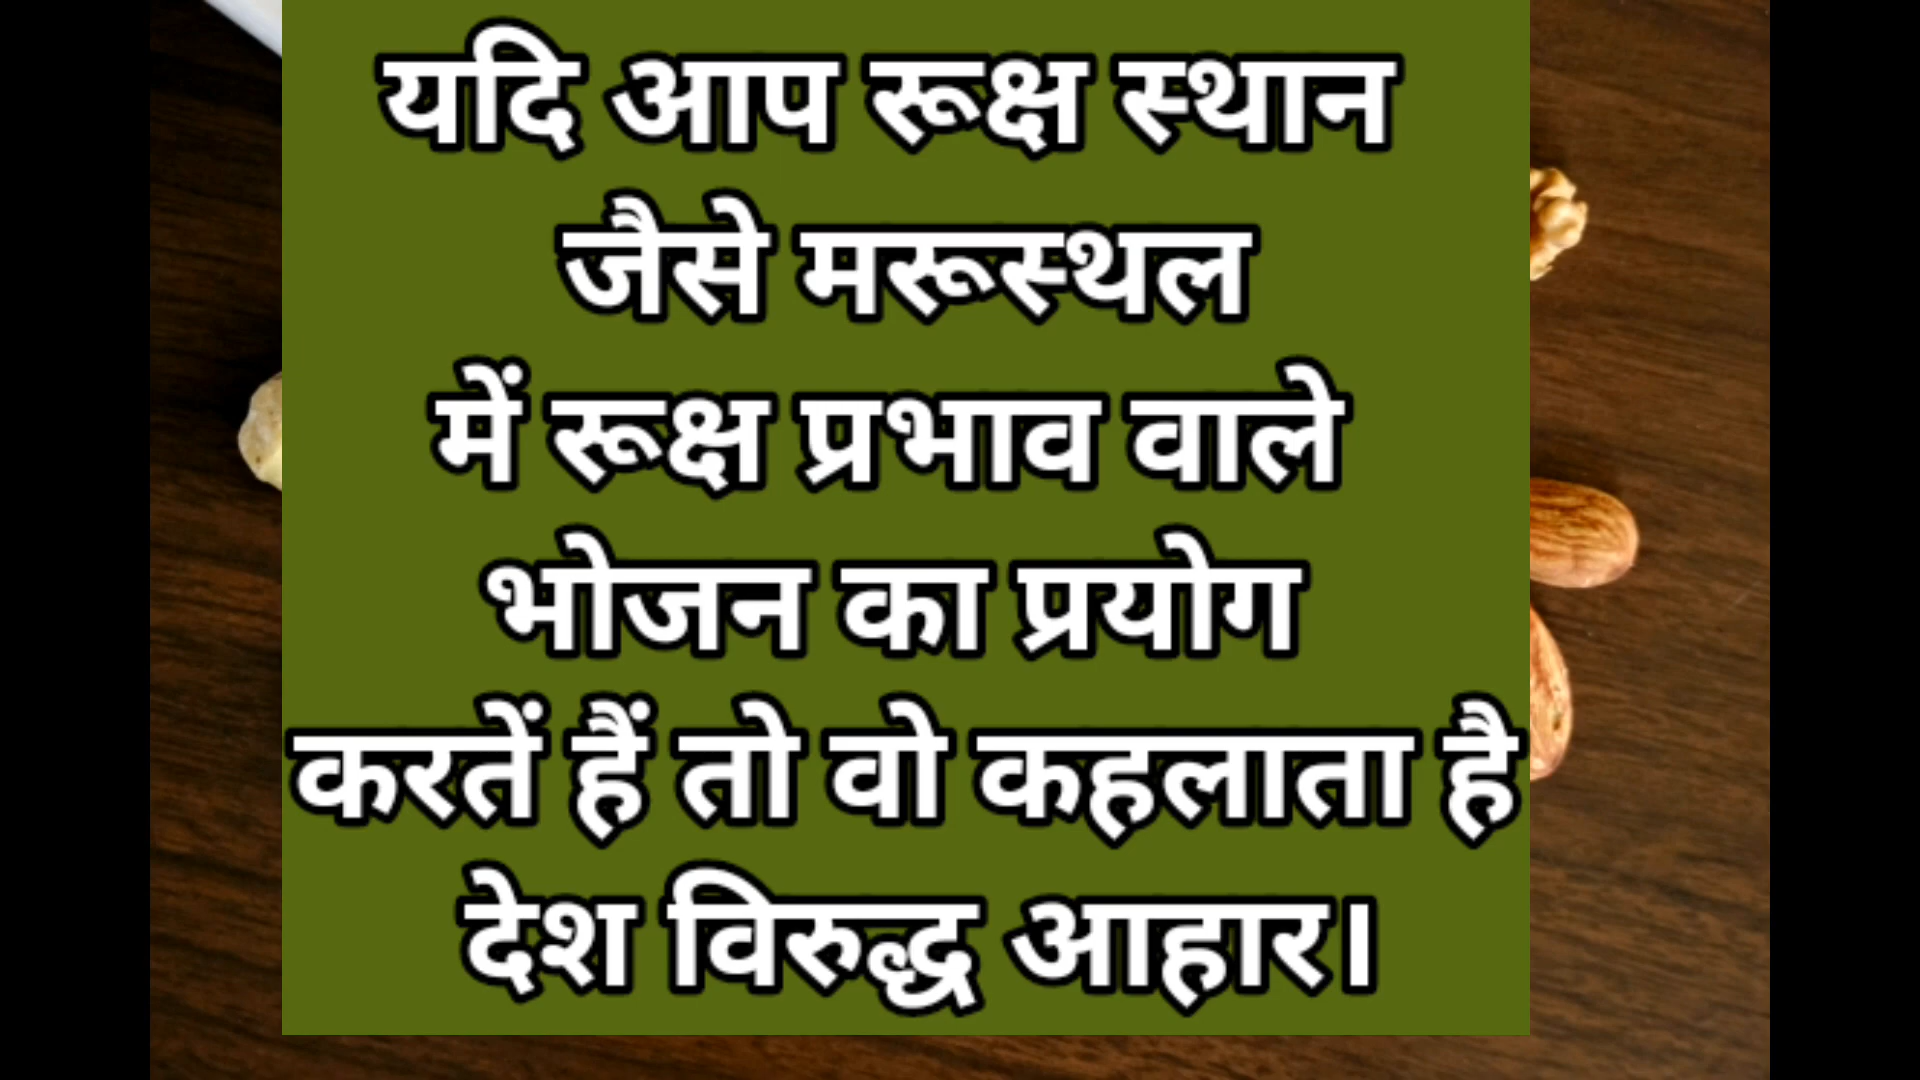 यदि आप रूक्ष स्थान
जैसे मरूस्थल
में रूक्ष प्रभाव वाले
भोजन का प्रयोग
करतें हैं तो वो कहलाता है
देश विरुद्ध आहार।